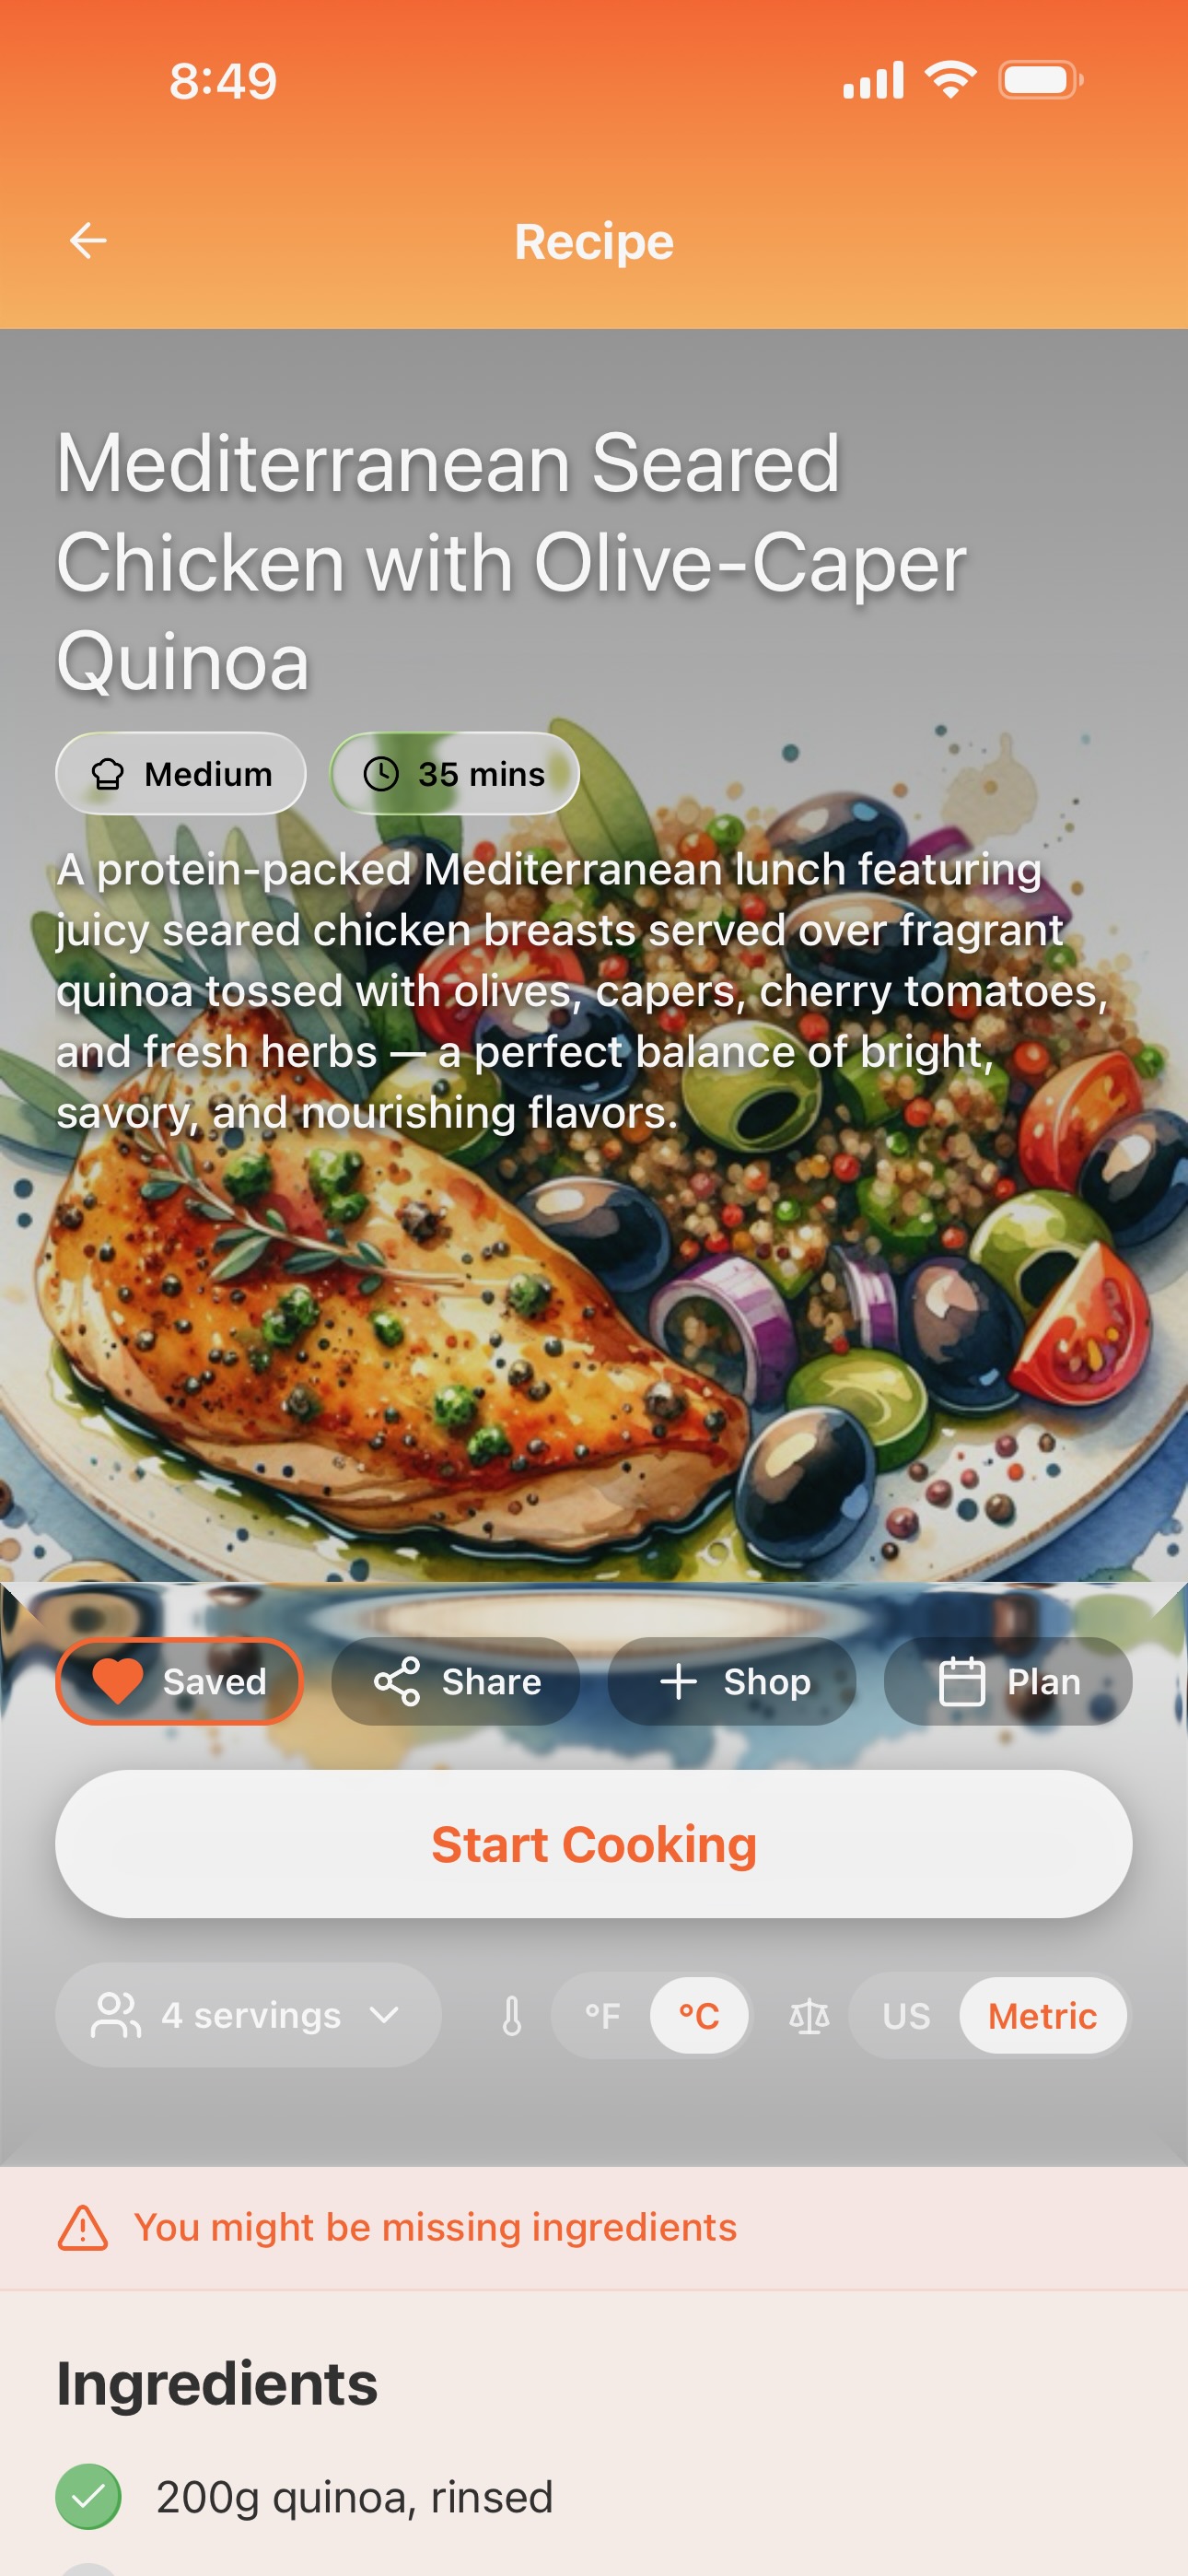 8:49
Recipe
Mediterranean Seared
Chicken with Olive-Caper
Quinoa
Medium
35 mins
A protein-packed Mediterranean lunch featuring
juicy seared chicken breasts served over fragrant
quinoa tossed with olives, capers, cherry tomatoes,
and fresh herbs — a perfect balance of bright,
savory, and nourishing flavors.
Saved
Share
Shop
Plan
Start Cooking
4 servings
°F
°C
US
Metric
You might be missing ingredients
Ingredients
200g quinoa, rinsed